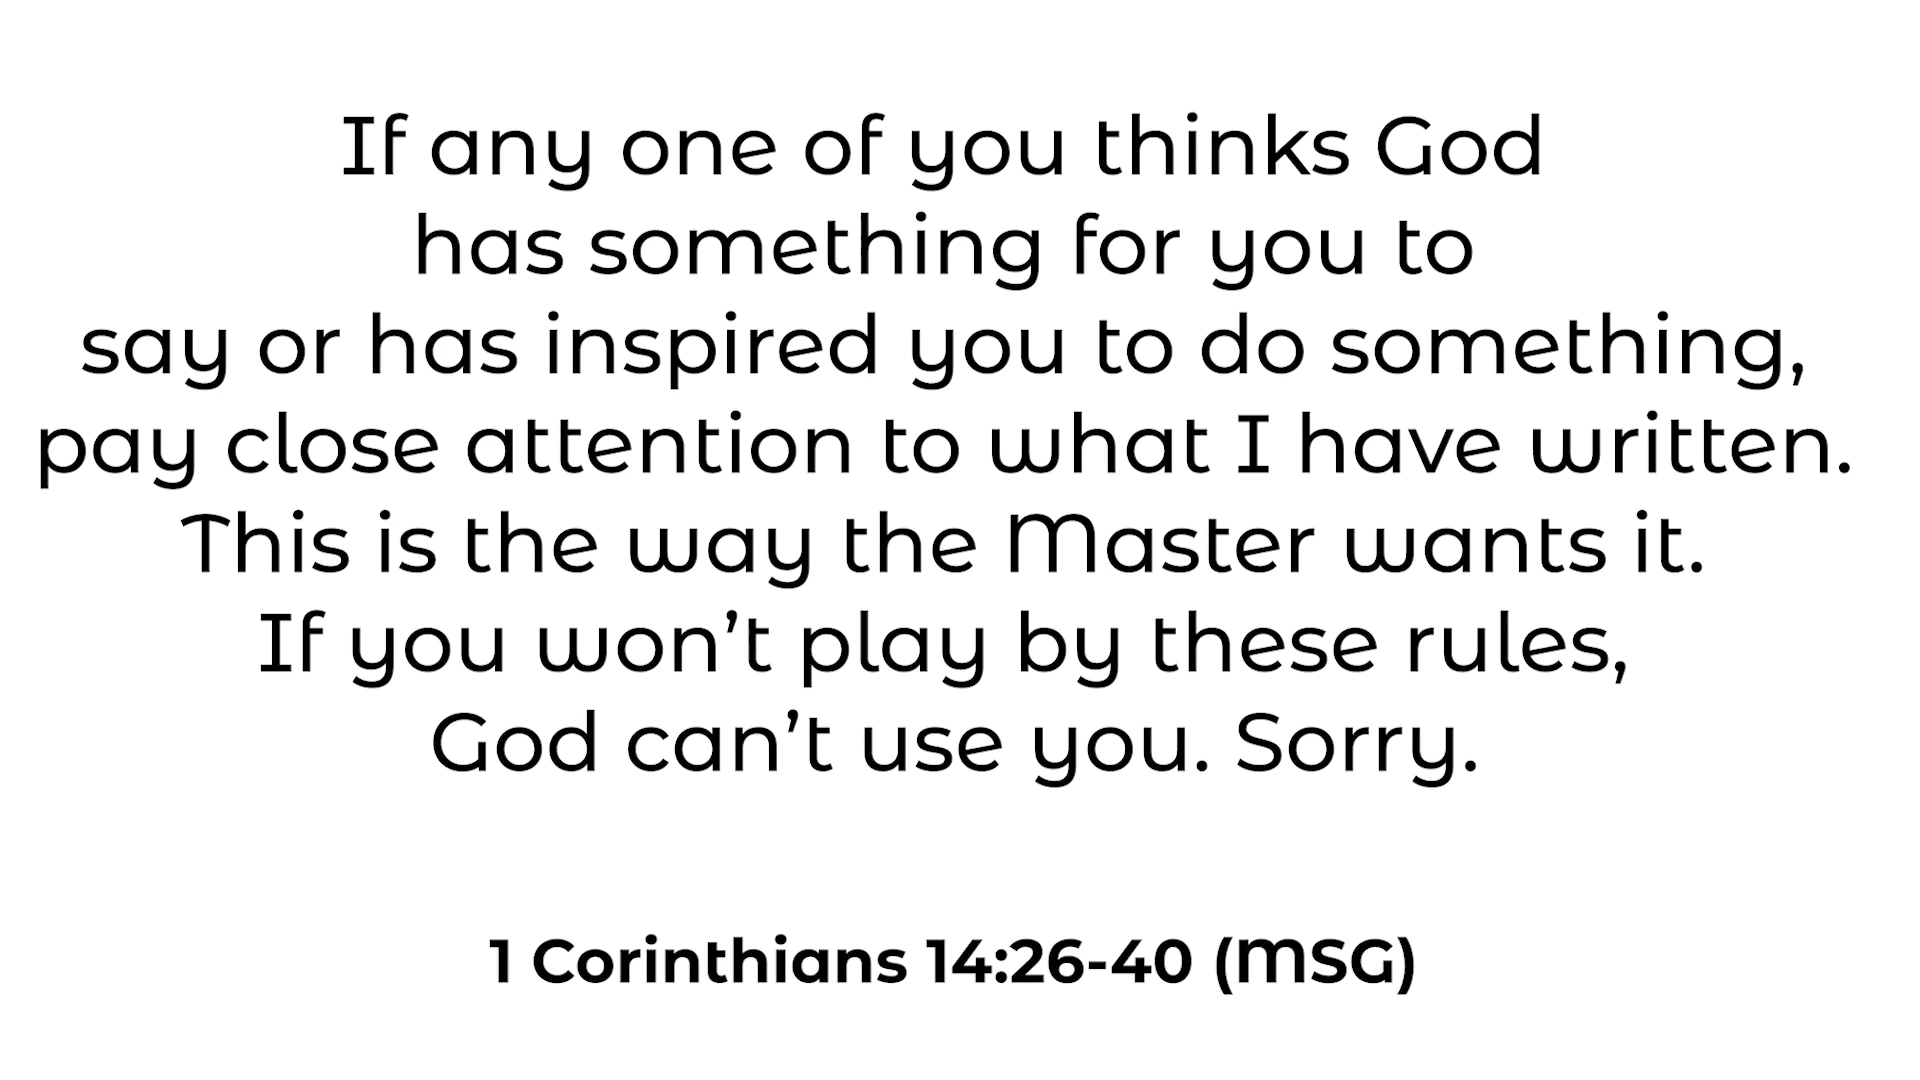 If any one of you thinks God
has something for you to
say or has inspired you to do something,
pay close attention to what I have written.
This is the way the Master wants it.
If you won’t play by these rules,
God can’t use you. Sorry.
1 Corinthians 14:26-40 (MSG)